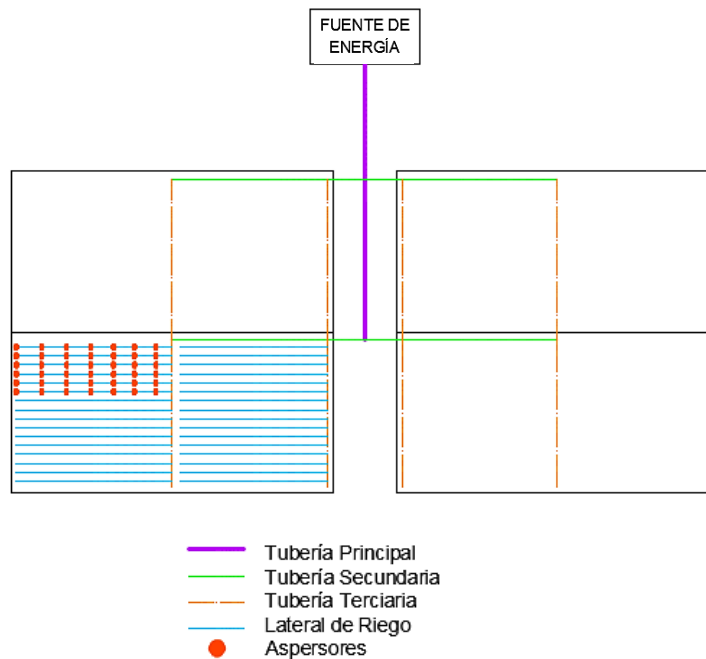 FUENTE DE
ENERGÍA
Tubería Principal
Tubería Secundaria
Tubería Terciaria
Lateral de Riego
Aspersores